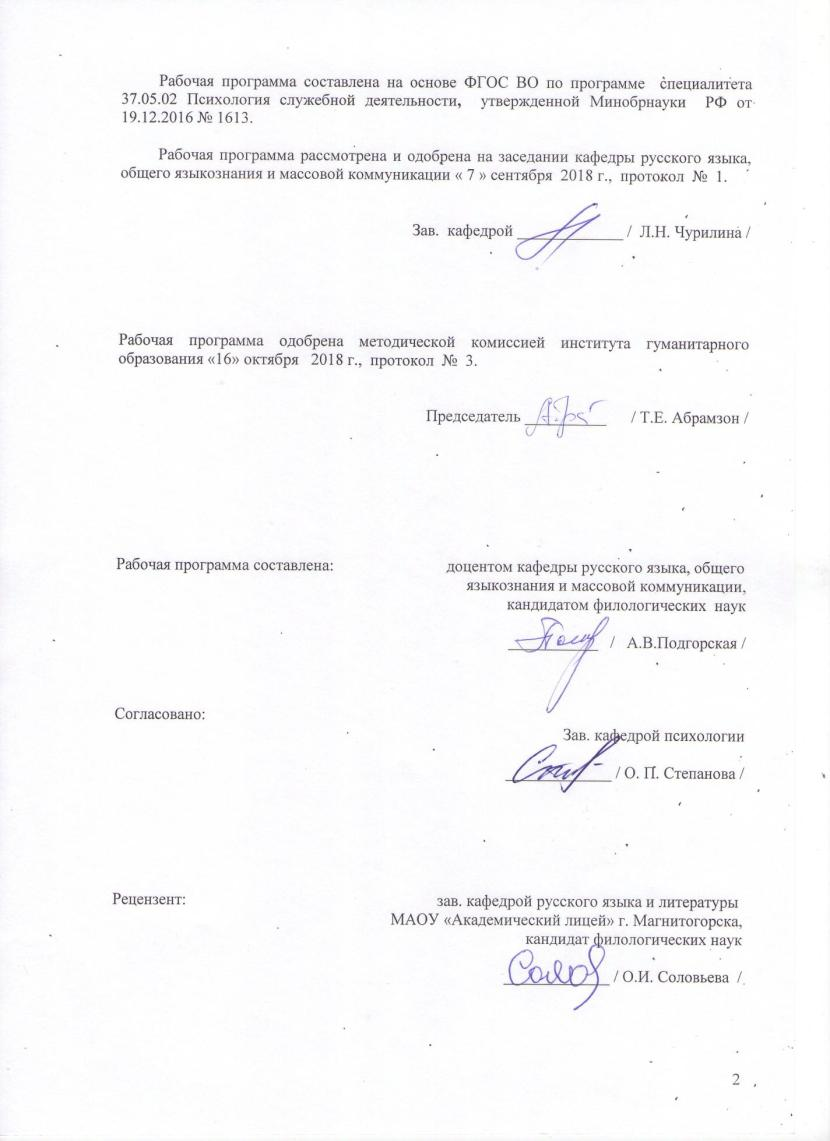 Рабочая программа составлена на основе ФГОС ВО по программе специалитета
37.05.02 Психология служебной деятельности, утвержденной Минобрнауки РФ от
19.12.2016 № 1613.
Рабочая программа рассмотрена и одобрена на заседании кафедры русского языка,
общего языкознания и массовой коммуникации « 7 » сентября 2018 г., протокол № 1.
Зав. кафедрой ____________ / Л.Н. Чурилина /
Рабочая программа одобрена методической комиссией института гуманитарного
образования «16» октября 2018 г., протокол № 3.
Председатель __________ / Т.Е. Абрамзон /
Рабочая программа составлена: доцентом кафедры русского языка, общего
языкознания и массовой коммуникации,
кандидатом филологических наук
___________ / А.В.Подгорская /
Согласовано:
Зав. кафедрой психологии
_____________ / О. П. Степанова /
Рецензент: зав. кафедрой русского языка и литературы
МАОУ «Академический лицей» г. Магнитогорска,
кандидат филологических наук
_____________ / О.И. Соловьева /
2